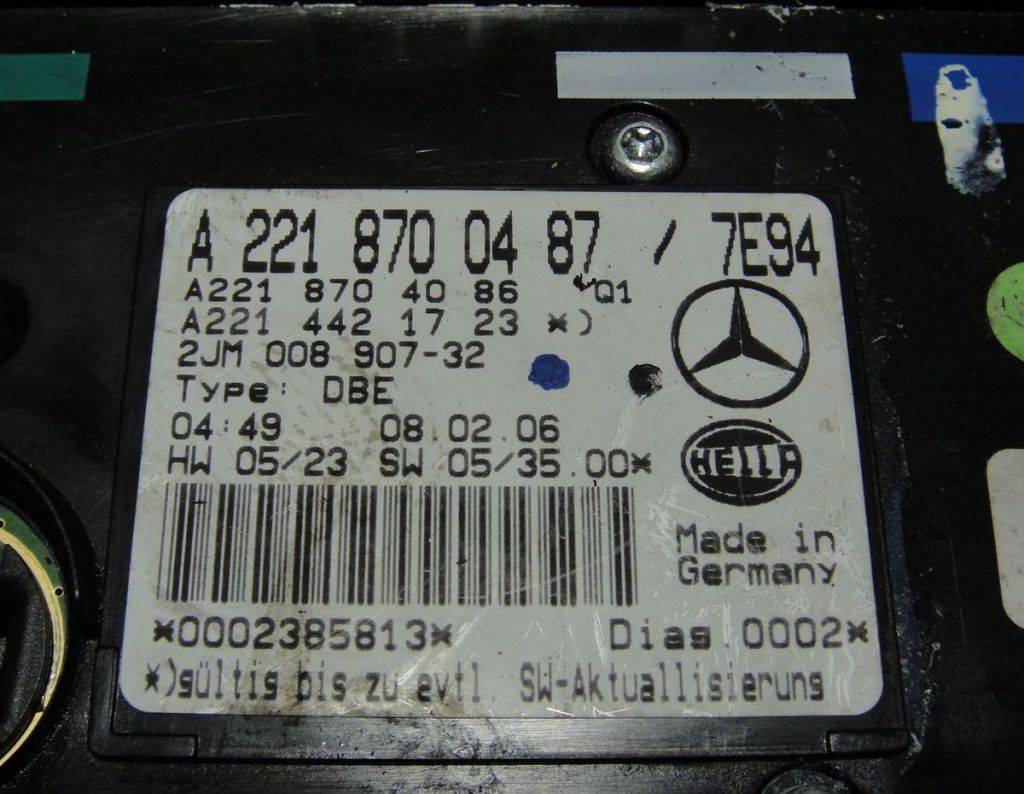 A 221 870 04 87 / 7E94
A221 870 40 86 Q1
A221 442 17 23 *)
2JM 008 907-32
Type: DBE
04:49 08.02.06
HW 05/23 SW 05/35.00*
HELLA
Made in
Germany
*0002385813* Diag.0002*
*)gültig bis zu evtl. SW-Aktuallisierung